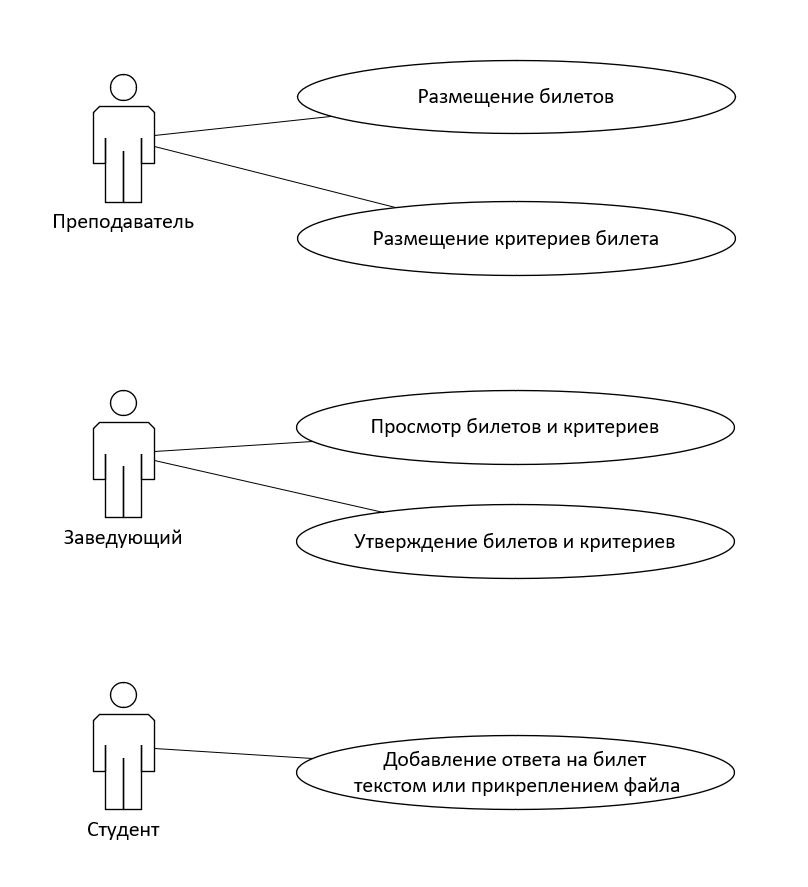 Размещение билетов
Преподаватель
Размещение критериев билета
Просмотр билетов и критериев
Заведующий
Утверждение билетов и критериев
Добавление ответа на билет
текстом или прикреплением файла
Студент